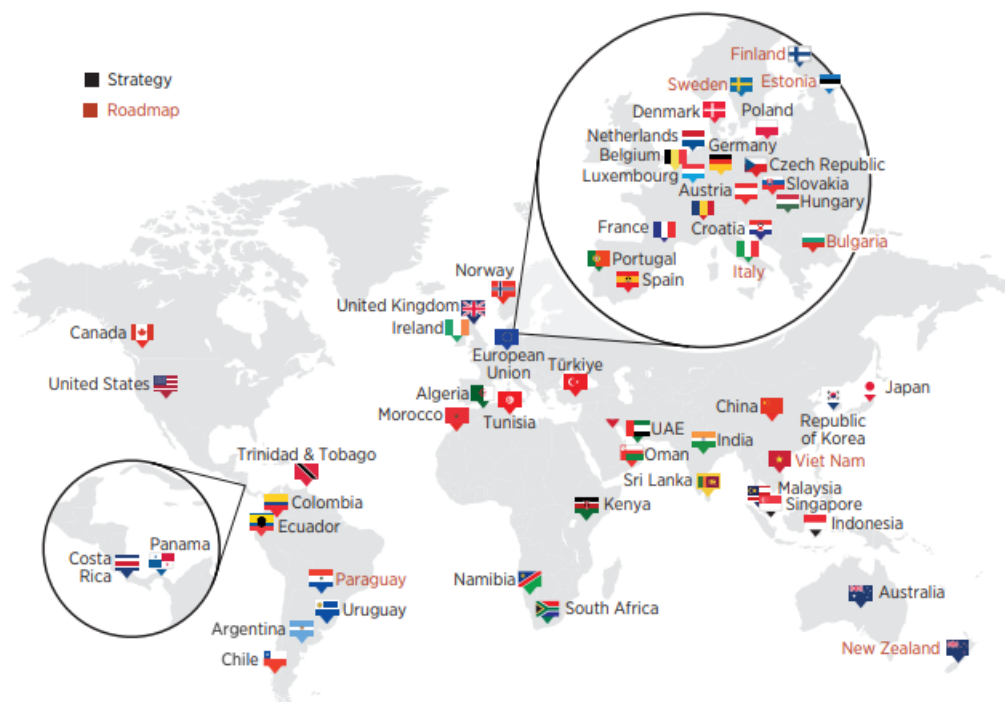 Strategy
Roadmap
Finland
Sweden
Estonia
Denmark
Poland
Netherlands
Germany
Belgium
Czech Republic
Luxembourg
Slovakia
Austria
Hungary
France
Croatia
Bulgaria
Portugal
Italy
Spain
Norway
United Kingdom
Ireland
Canada
European
Union
Türkiye
United States
Algeria
Morocco
Tunisia
China
Japan
Republic
of Korea
UAE
India
Oman
Viet Nam
Sri Lanka
Malaysia
Singapore
Indonesia
Kenya
Trinidad & Tobago
Colombia
Ecuador
Panama
Costa
Rica
Paraguay
Uruguay
Argentina
Chile
Namibia
South Africa
Australia
New Zealand